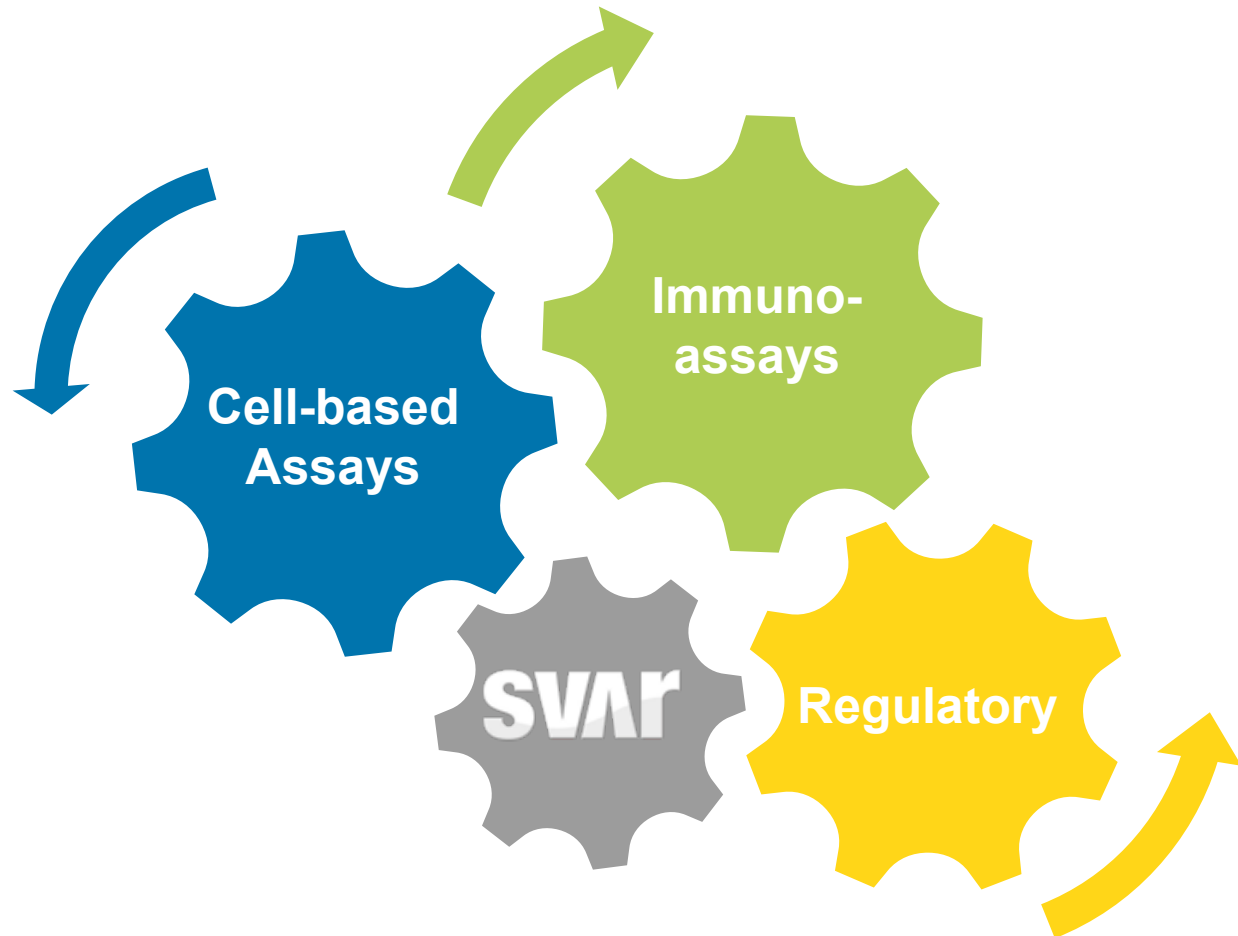 Immuno-
assays
Cell-based
Assays
SVAr
Regulatory